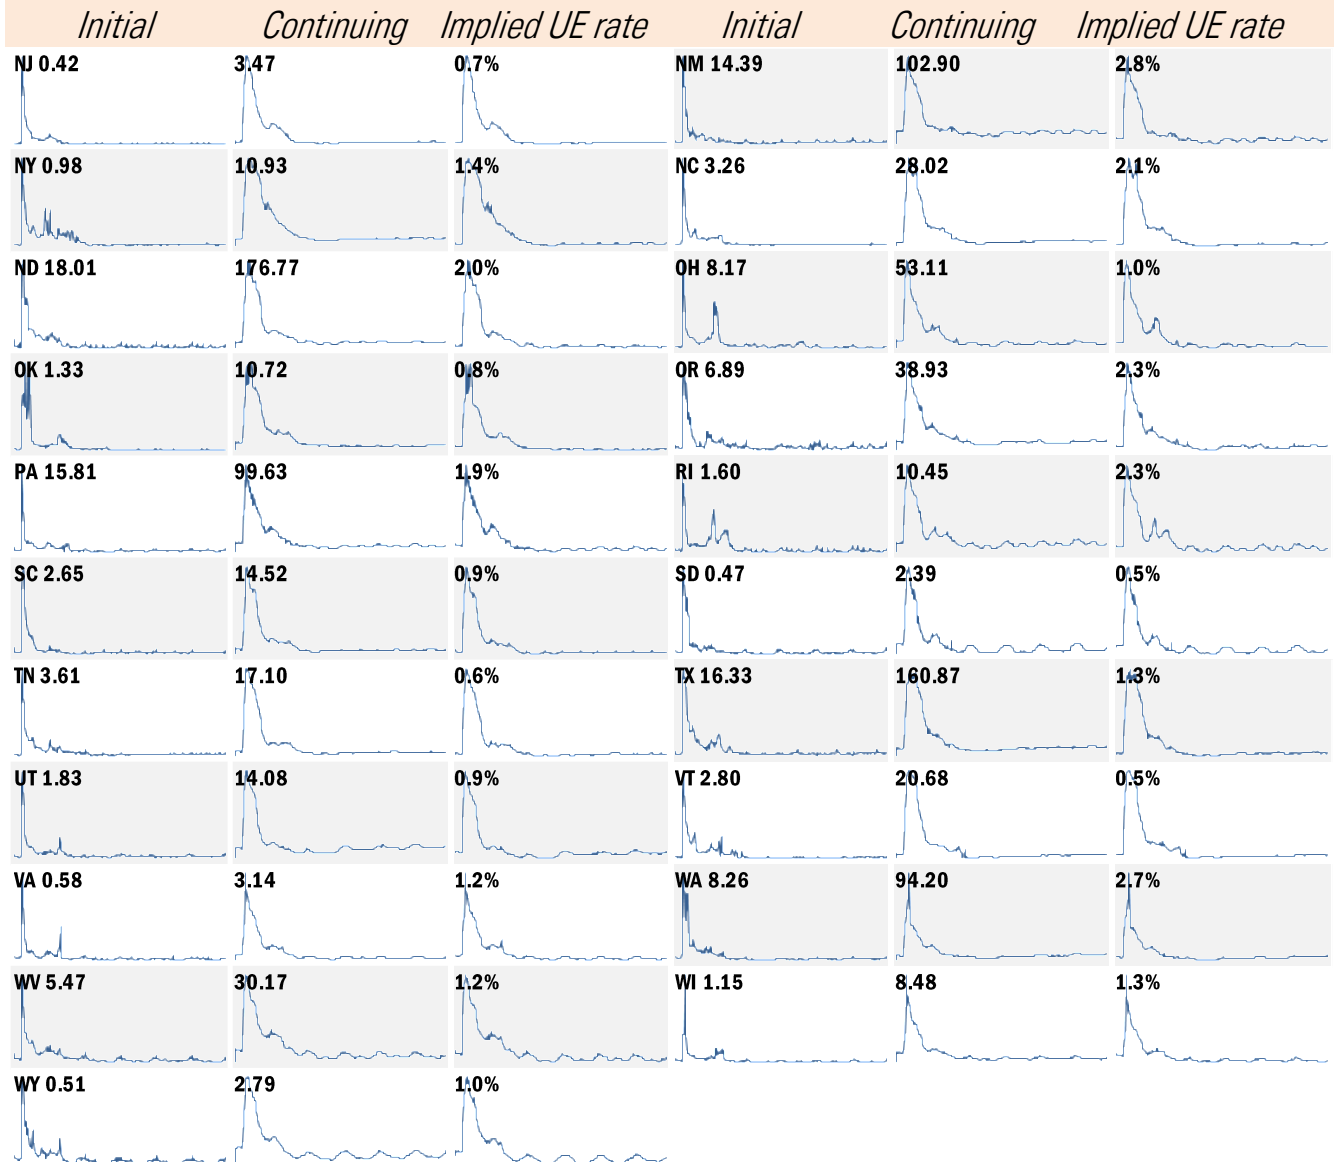 Initial Continuing Implied UE rate Initial Continuing Implied UE rate
NJ 0.42 3.47 0.7% NM 14.39 102.90 2.8%
NY 0.98 10.93 1.4% NC 3.26 28.02 2.1%
ND 18.01 176.77 2.0% OH 8.17 53.11 1.0%
OK 1.33 10.72 0.8% OR 6.89 38.93 2.3%
PA 15.81 99.63 1.9% RI 1.60 10.45 2.3%
SC 2.65 14.52 0.9% SD 0.47 2.39 0.5%
TN 3.61 17.10 0.6% TX 16.33 160.87 1.3%
UT 1.83 14.08 0.9% VT 2.80 20.68 0.5%
VA 0.58 3.14 1.2% WA 8.26 94.20 2.7%
WV 5.47 30.17 1.2% WI 1.15 8.48 1.3%
WY 0.51 2.79 1.0%